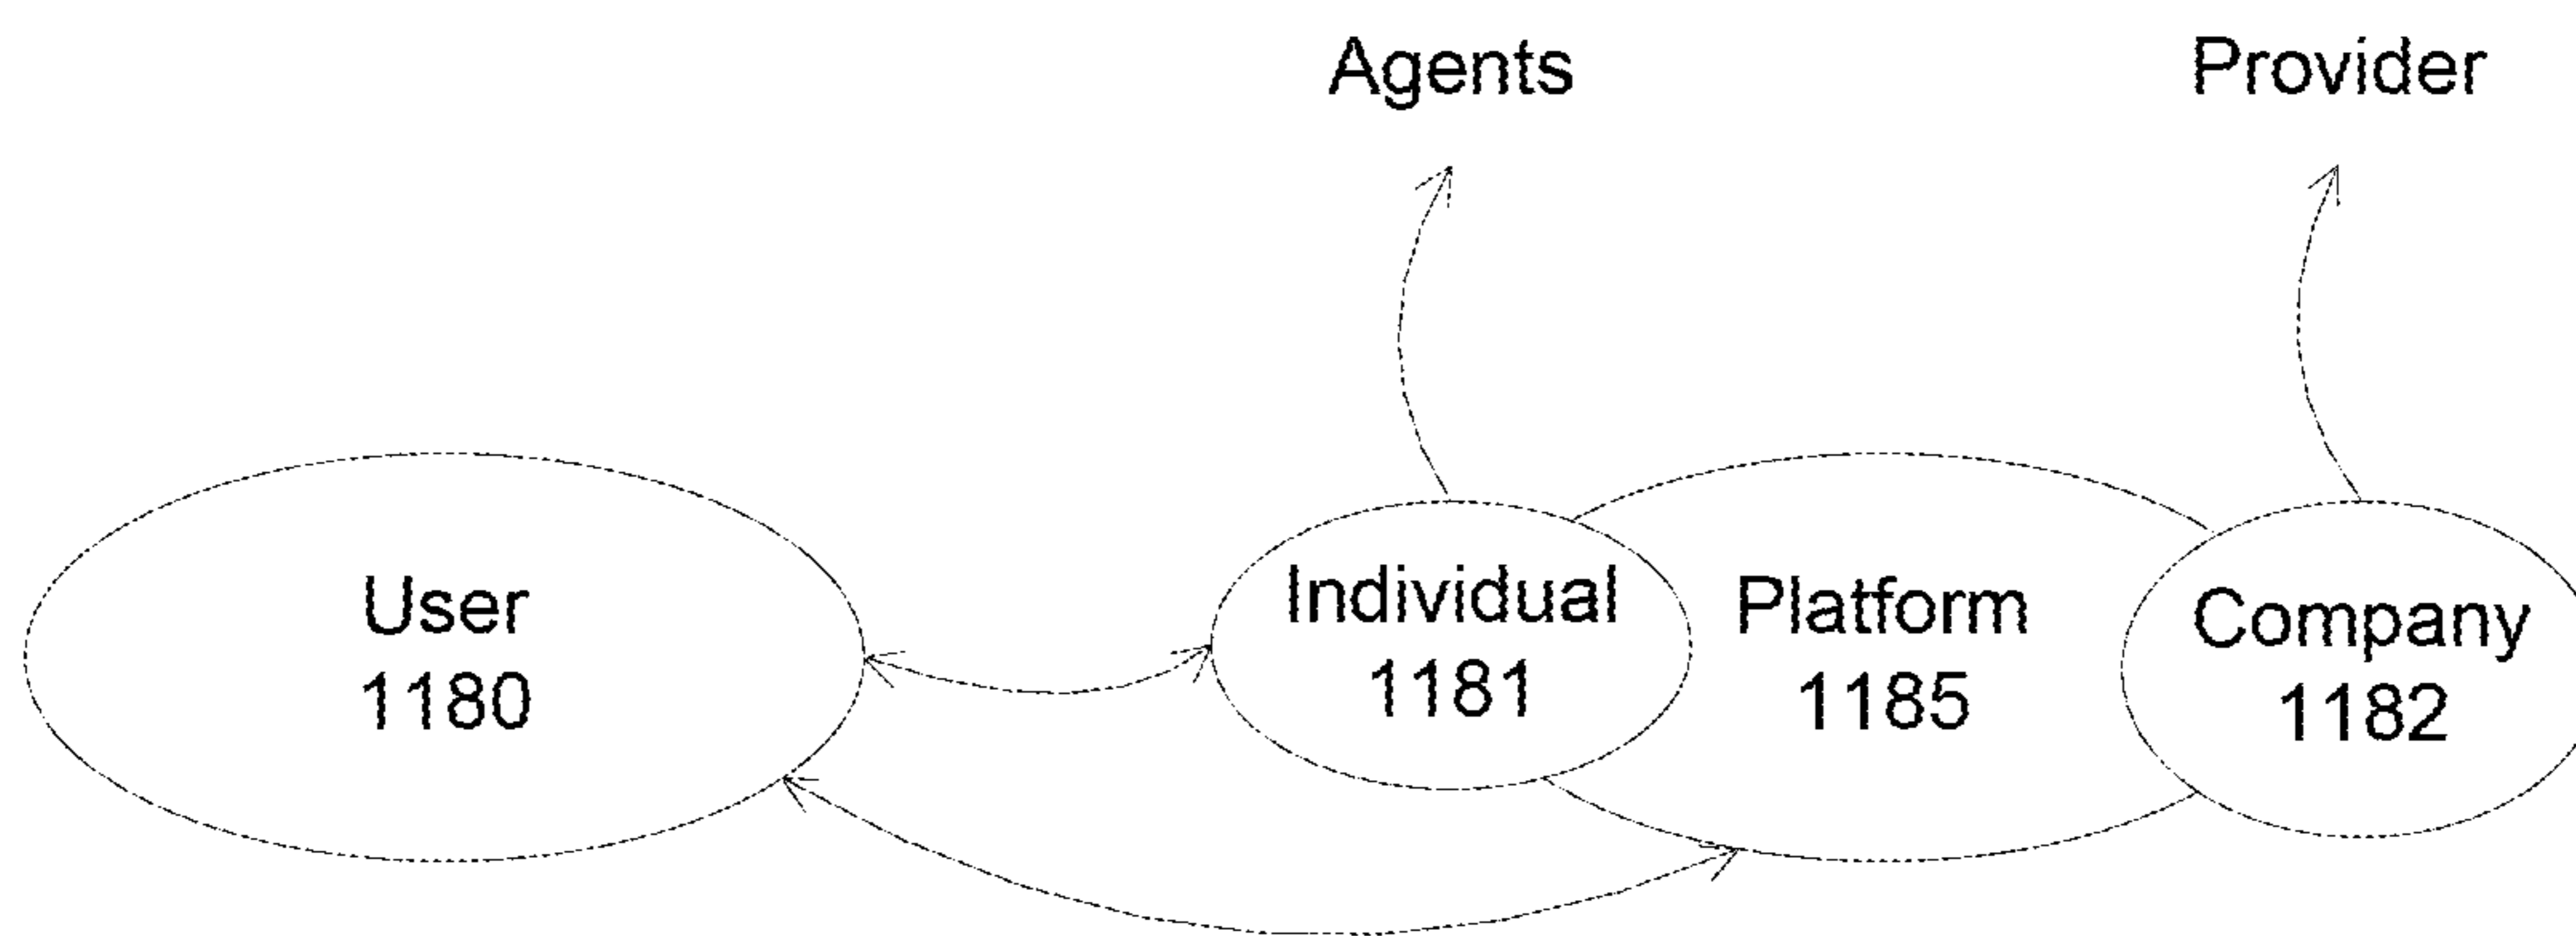 Agents
Provider
User
1180
Individual
1181
Platform
1185
Company
1182